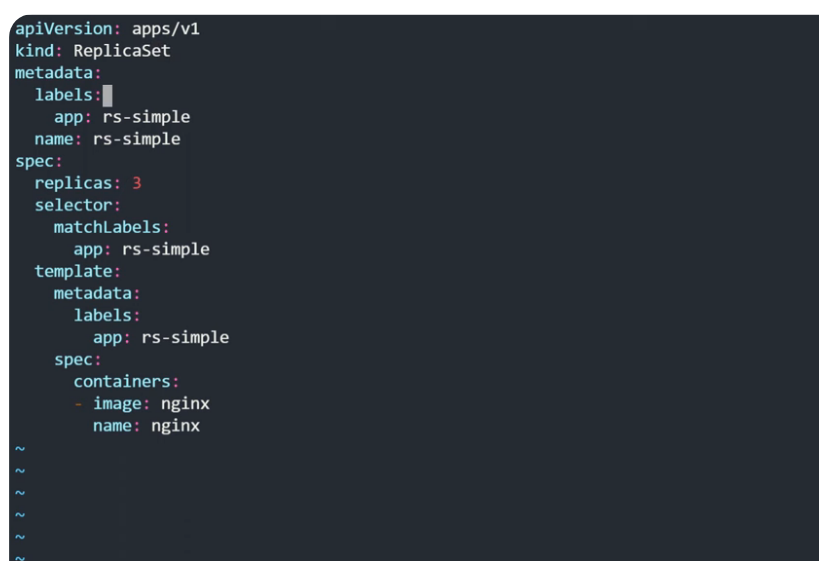 apiVersion: apps/v1
kind: ReplicaSet
metadata:
  labels:
    app: rs-simple
  name: rs-simple
spec:
  replicas: 3
  selector:
    matchLabels:
      app: rs-simple
  template:
    metadata:
      labels:
        app: rs-simple
    spec:
      containers:
      - image: nginx
        name: nginx
~
~
~
~
~
~